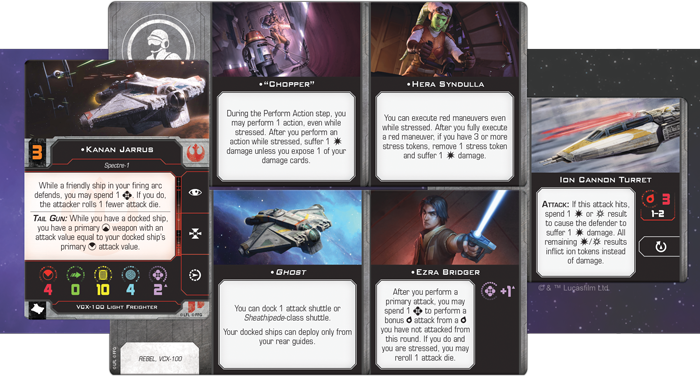 3
•Kanan Jarrus
Spectre-1
While a friendly ship in your firing arc
defends, you may spend 1 . If you do,
the attacker rolls 1 fewer attack die.
Tail Gun: While you have a docked ship,
you have a primary weapon with an
attack value equal to your docked ship's
primary attack value.
4 0 10 4 2
VCX-100 Light Freighter
•"Chopper"
During the Perform Action step, you
may perform 1 action, even while
stressed. After you perform an
action while stressed, suffer 1
damage unless you expose 1 of your
damage cards.
•Hera Syndulla
You can execute red maneuvers even
while stressed. After you fully execute
a red maneuver, if you have 3 or more
stress tokens, remove 1 stress token
and suffer 1 damage.
•Ghost
You can dock 1 attack shuttle or
Sheathipede-class shuttle.
Your docked ships can deploy only from
your rear guides.
•Ezra Bridger
After you perform a
primary attack, you may
spend 1 to perform a
bonus attack from a
you have not attacked
from this round. If you do and
you are stressed, you may
reroll 1 attack die.
+1
REBEL, VCX-100
©LFL ©FFG
Ion Cannon Turret
Attack: If this attack hits,
spend 1 or result
to cause the defender to
suffer 1 damage. All
remaining / results
inflict ion tokens instead
of damage.
3
1-2
& ™ Lucasfilm Ltd.